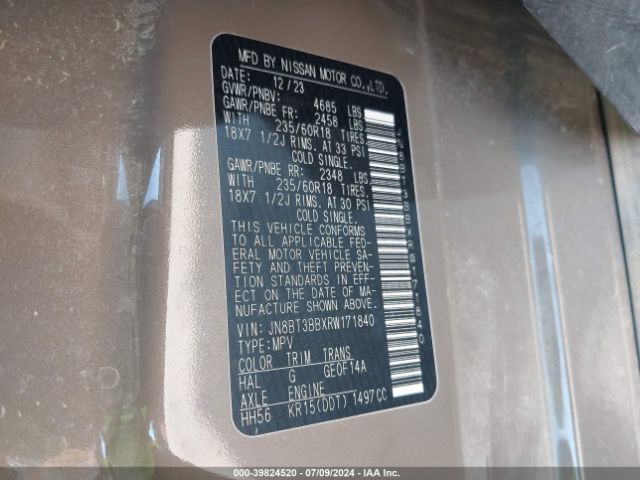 MFD BY NISSAN MOTOR CO.,LTD.
DATE: 12/23
GVWR/PNBV: 4685 LBS
GAWR/PNBE FR: 2458 LBS
WITH 235/60R18 TIRES.
18X7 1/2J RIMS. AT 33 PSI
COLD SINGLE.
GAWR/PNBE RR: 2348 LBS
WITH 235/60R18 TIRES.
18X7 1/2J RIMS. AT 30 PSI
COLD SINGLE.
THIS VEHICLE CONFORMS
TO ALL APPLICABLE FED-
ERAL MOTOR VEHICLE SA-
FETY AND THEFT PREVEN-
TION STANDARDS IN EFF-
ECT ON THE DATE OF MA-
NUFACTURE SHOWN ABOVE.
VIN: JN8BT3BBXRW171840
TYPE:MPV
COLOR TRIM TRANS
HAL G GE0F14A
AXLE ENGINE
HH56 KR15(DDT) 1497CC
JN8BT3BBXRW171840
000-39824520 - 07/09/2024 - IAA Inc.